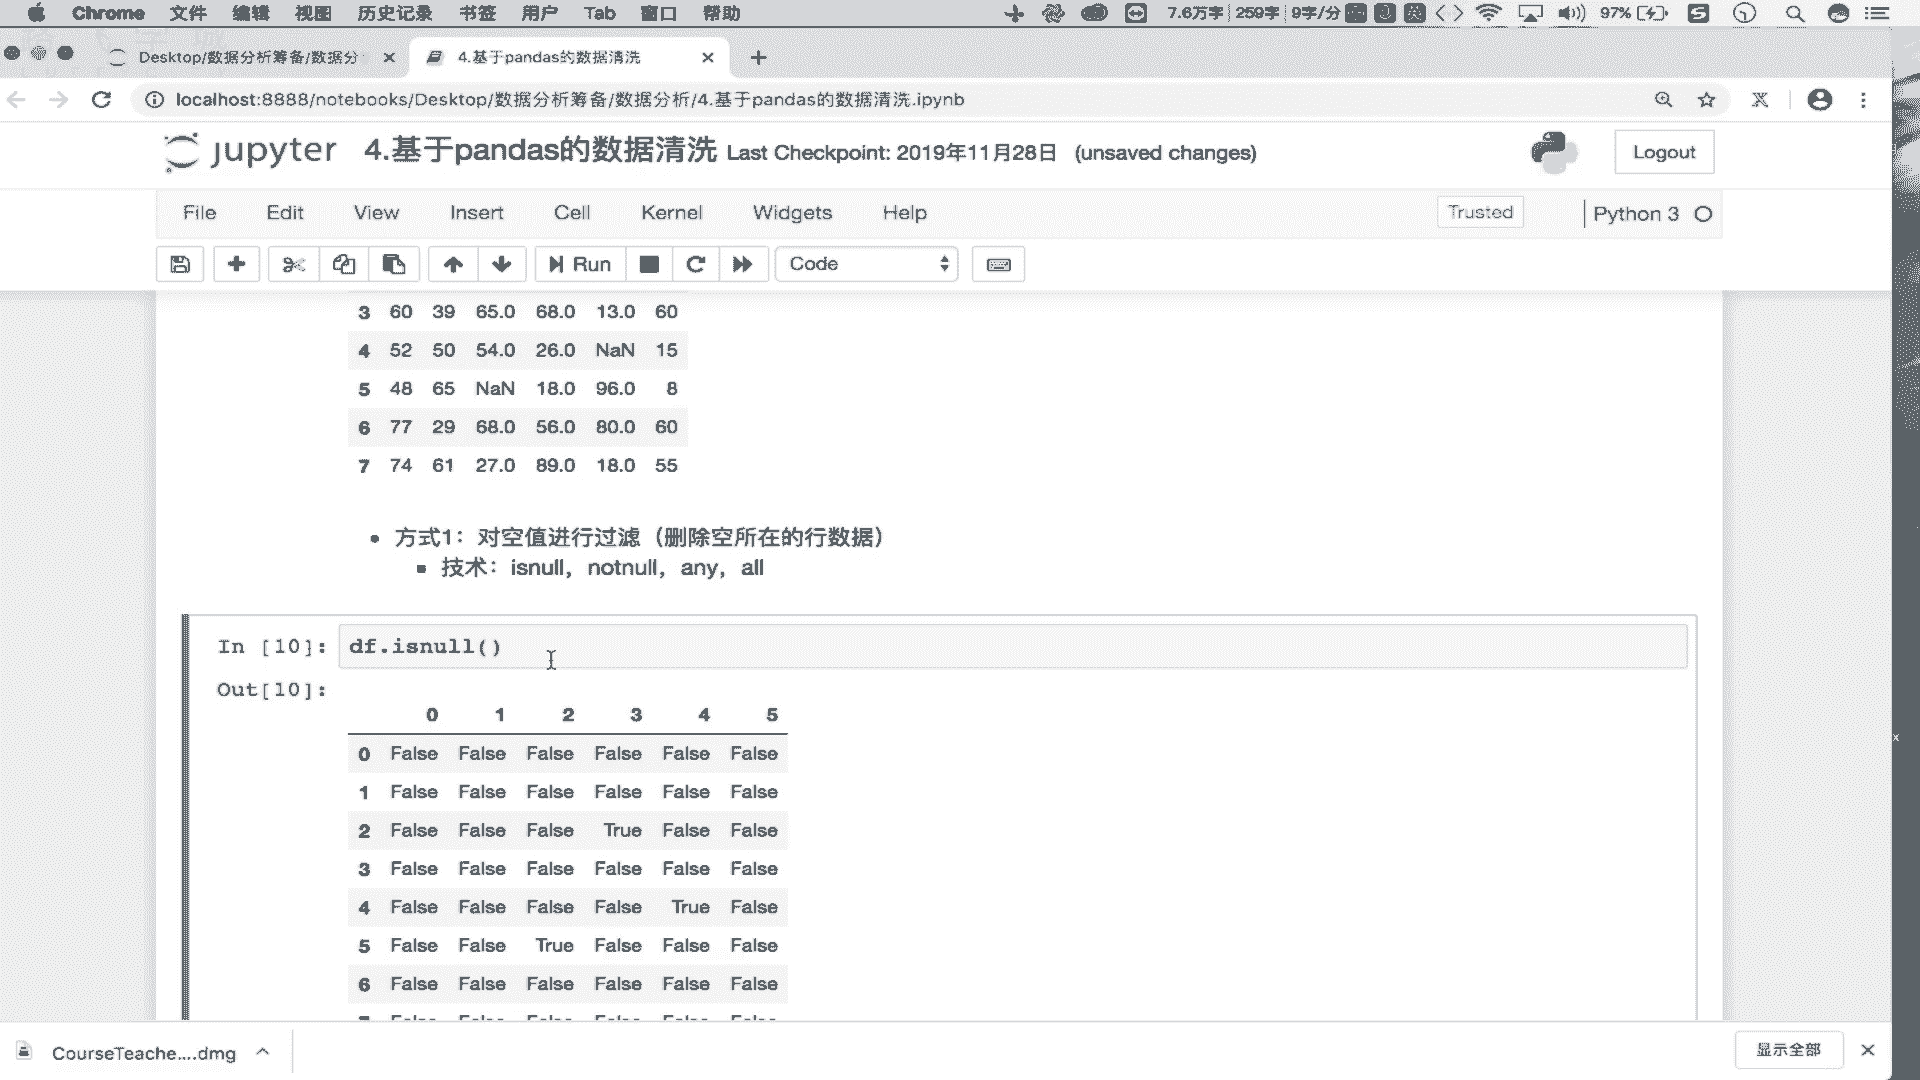 Chrome 文件 编辑 视图 历史记录 书签 用户 Tab 窗口 帮助 7.6万字 259字 9字/分 英 97% S
Desktop/数据分析筹备/数据分 4.基于pandas的数据清洗
localhost:8888/notebooks/Desktop/数据分析筹备/数据分析/4.基于pandas的数据清洗.ipynb
jupyter 4.基于pandas的数据清洗 Last Checkpoint: 2019年11月28日 (unsaved changes) Logout
File Edit View Insert Cell Kernel Widgets Help Trusted Python 3
Run Code
3 60 39 65.0 68.0 13.0 60
4 52 50 54.0 26.0 NaN 15
5 48 65 NaN 18.0 96.0 8
6 77 29 68.0 56.0 80.0 60
7 74 61 27.0 89.0 18.0 55
方式1：对空值进行过滤（删除空所在的行数据）
技术：isnull，notnull，any，all
In [10]: df.isnull()
Out[10]:
0 1 2 3 4 5
0 False False False False False False
1 False False False False False False
2 False False False True False False
3 False False False False False False
4 False False False False True False
5 False False True False False False
6 False False False False False False
CourseTeache....dmg 显示全部